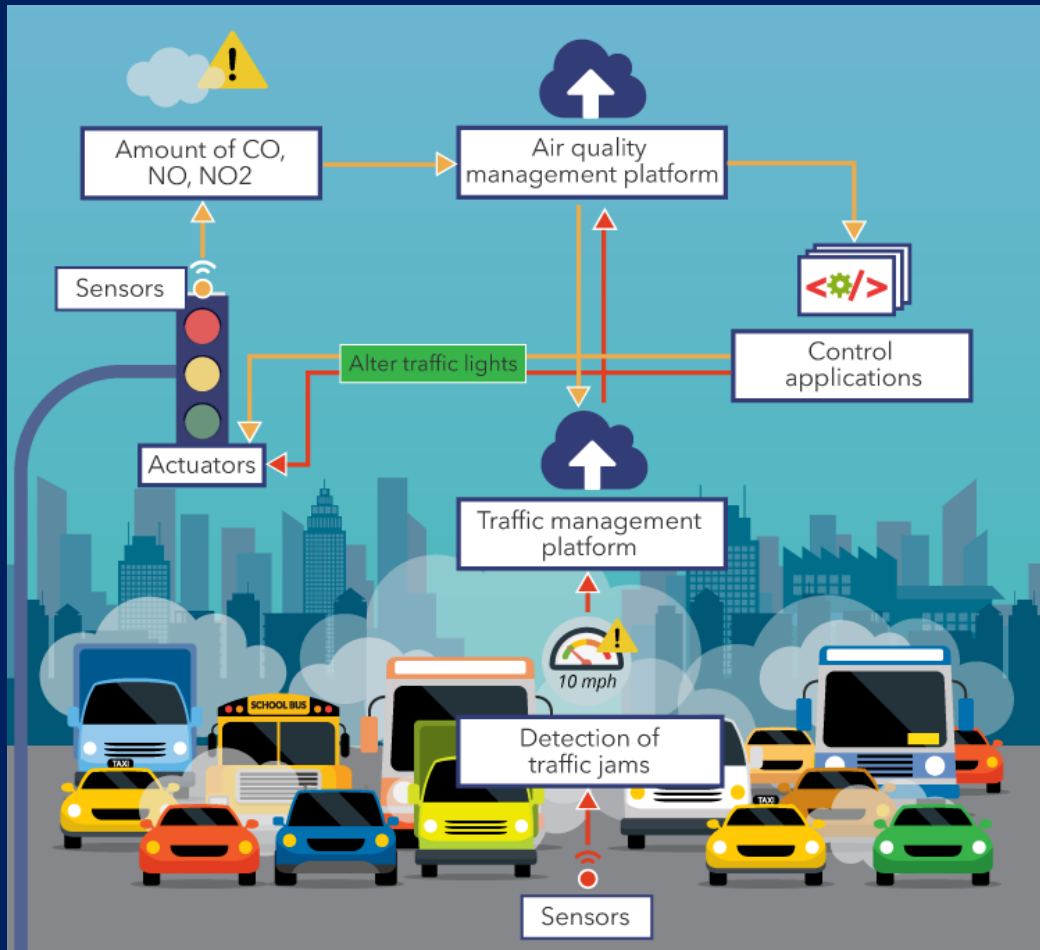 Amount of CO,
NO, NO2
Air quality
management platform
Sensors
</>
Alter traffic lights
Control
applications
Actuators
Traffic management
platform
10 mph
SCHOOL BUS
Detection of
traffic jams
TAXI
TAXI
Sensors